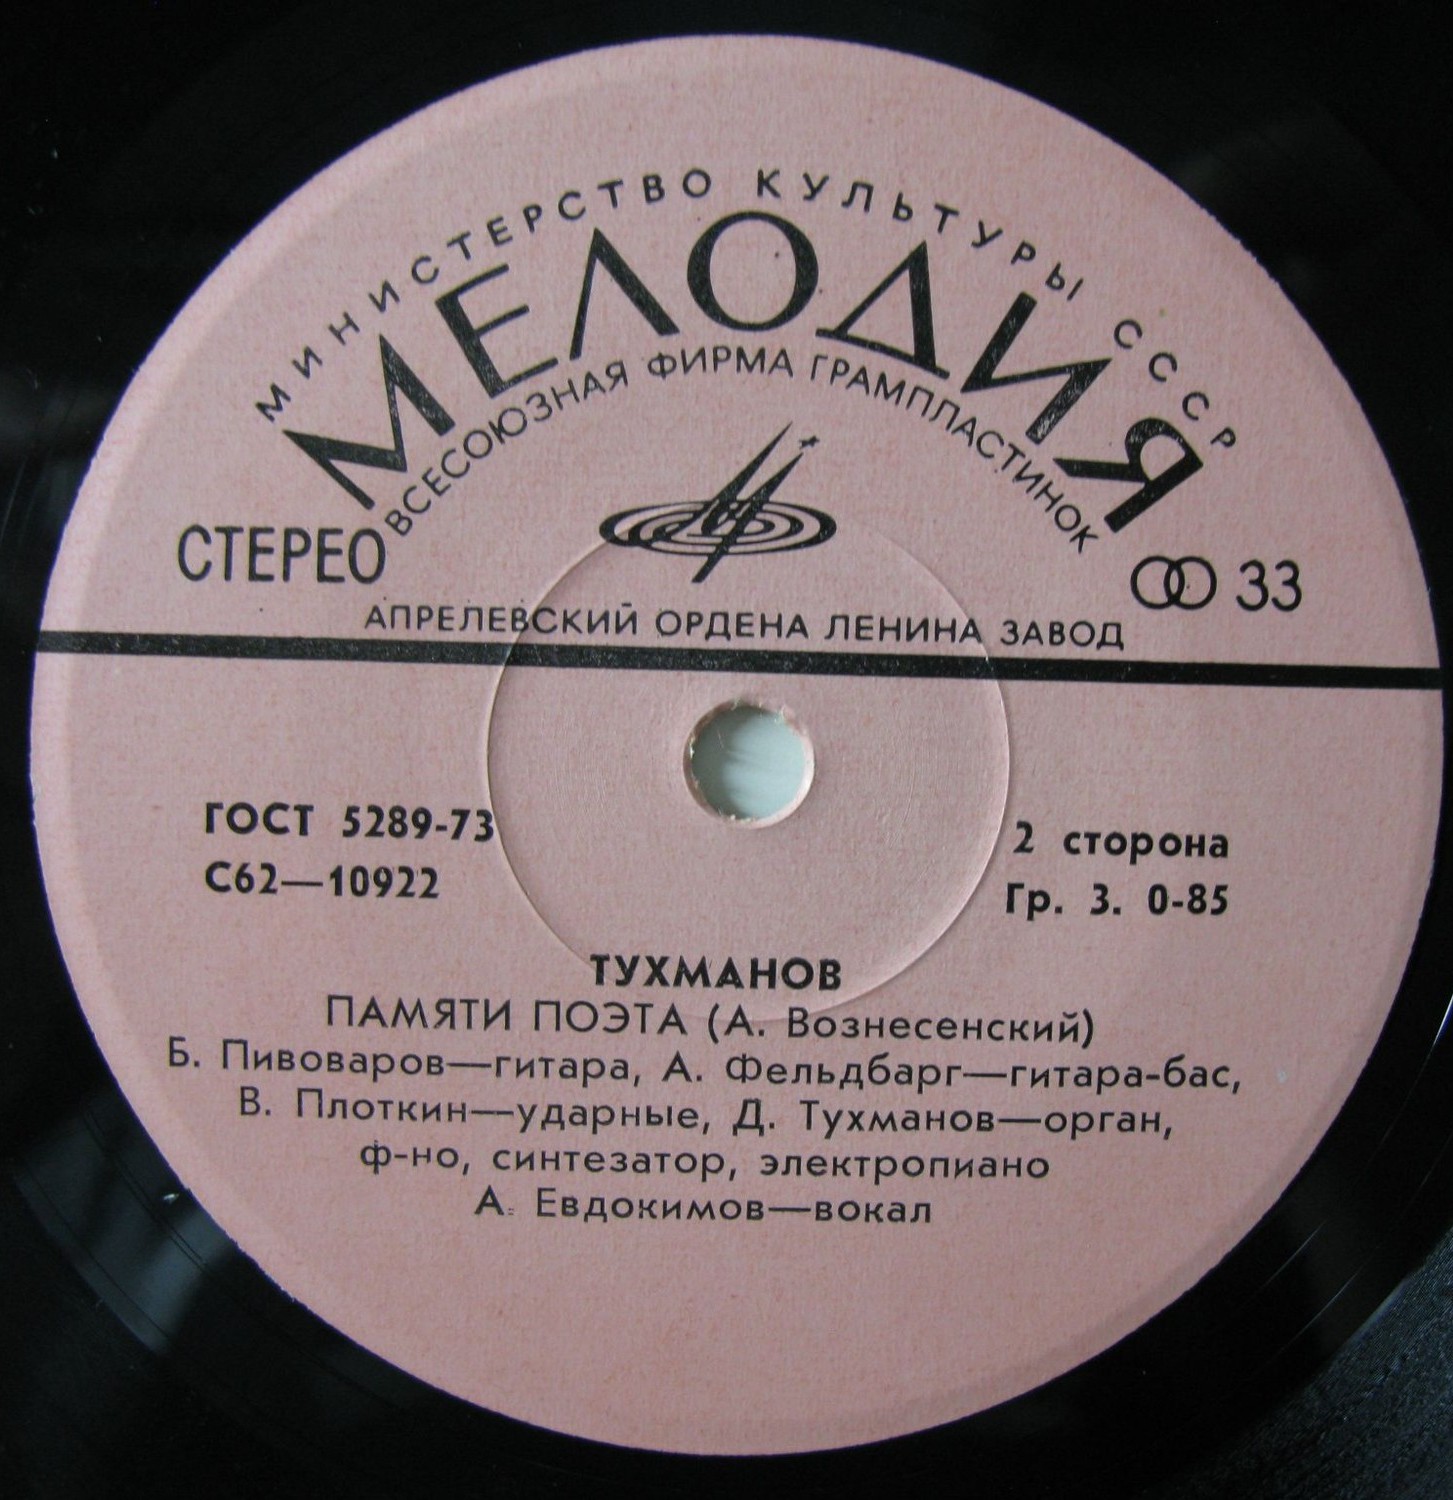 МИНИСТЕРСТВО КУЛЬТУРЫ СССР
МЕЛОДИЯ
ВСЕСОЮЗНАЯ ФИРМА ГРАМПЛАСТИНОК
СТЕРЕО
33
АПРЕЛЕВСКИЙ ОРДЕНА ЛЕНИНА ЗАВОД
ГОСТ 5289-73
2 сторона
С62—10922
Гр. 3. 0-85
ТУХМАНОВ
ПАМЯТИ ПОЭТА (А. Вознесенский)
Б. Пивоваров—гитара, А. Фельдбарг—гитара-бас,
В. Плоткин—ударные, Д. Тухманов—орган,
ф-но, синтезатор, электропиано
А. Евдокимов—вокал